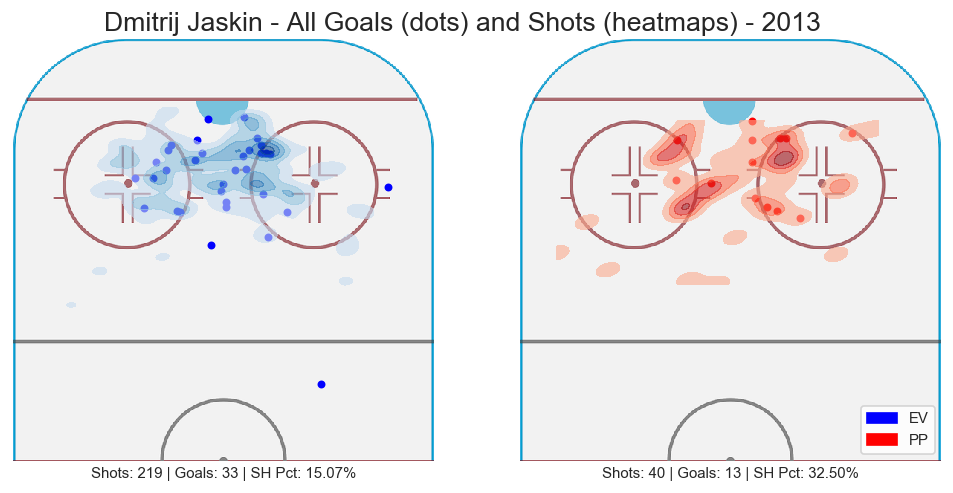 Dmitrij Jaskin - All Goals (dots) and Shots (heatmaps) - 2013
EV
PP
Shots: 219 | Goals: 33 | SH Pct: 15.07%
Shots: 40 | Goals: 13 | SH Pct: 32.50%